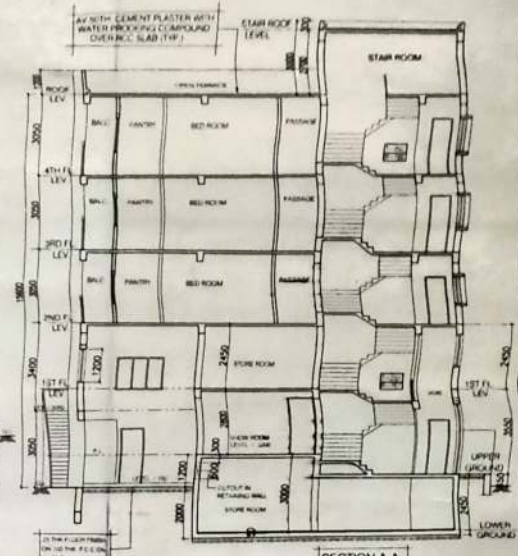 AV 50TH. CEMENT PLASTER WITH
WATER PROOFING COMPOUND
OVER RCC SLAB (TYP.)
STAIR ROOF
LEVEL
STAIR ROOM
OPEN TERRACE
ROOF
LEV
BALC
PANTRY
BED ROOM
PASSAGE
3050
4TH FL
LEV
BALC
PANTRY
BED ROOM
PASSAGE
3050
3RD FL
LEV
BALC
PANTRY
BED ROOM
PASSAGE
3050
2ND FL
LEV
3400
1200
2450
STORE ROOM
2450
1ST FL
LEV
1ST FL
LEV
3050
SHOW ROOM
1200
300
CUTOUT IN
RETAINING WALL
STORE ROOM
3000
2000
3550
UPPER
GROUND
2450
LOWER
GROUND
SECTION A-A